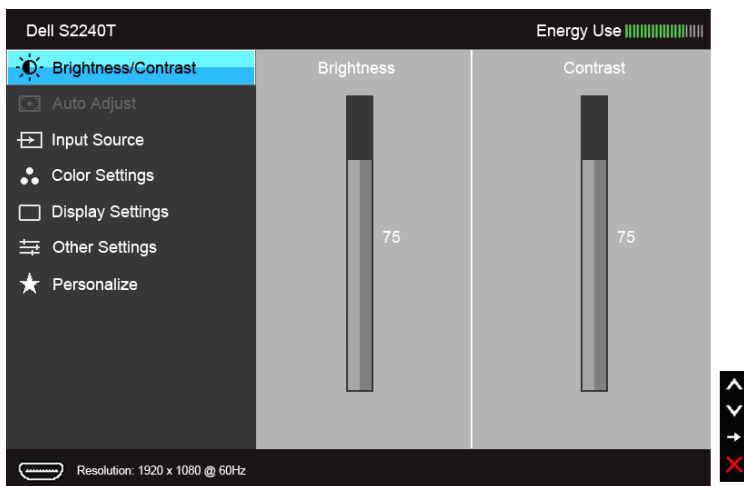 Dell S2240T
Energy Use
Brightness/Contrast
Brightness
Contrast
Auto Adjust
Input Source
Color Settings
Display Settings
75
75
Other Settings
Personalize
Resolution: 1920 x 1080 @ 60Hz